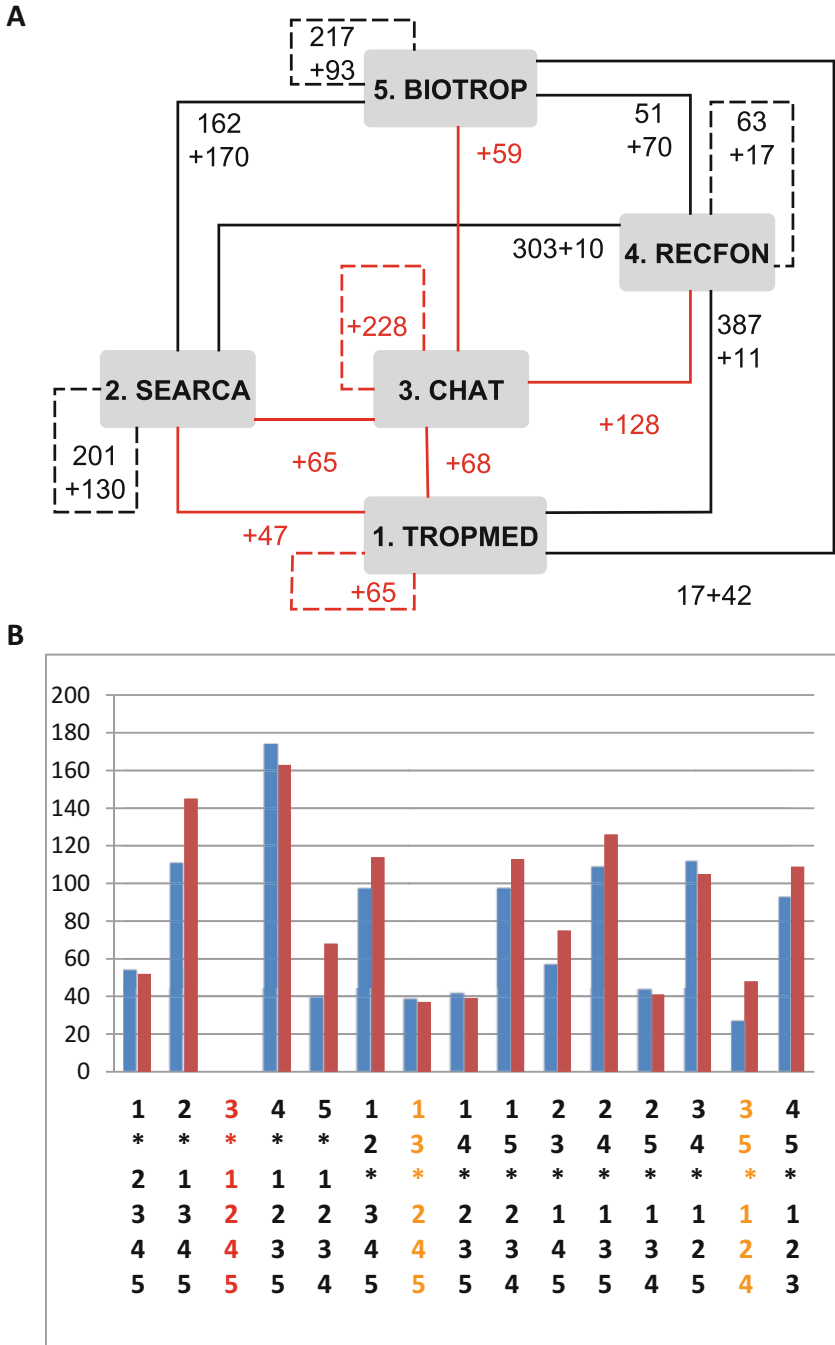 A
217
+93
5. BIOTROP
162
+170
+59
51
+70
63
+17
303+10
4. RECFON
387
+11
+228
2. SEARCA
3. CHAT
201
+130
+65
+68
+128
+47
1. TROPMED
+65
17+42
B
200
180
160
140
120
100
80
60
40
20
0
1 2 3 4 5 1 1 1 1 2 2 2 3 3 4
* * * * * 2 3 4 5 3 4 5 4 5 5
2 1 1 1 1 * * * * * * * * * *
3 3 2 2 2 3 2 2 2 1 1 1 1 1 1
4 4 4 3 3 4 4 3 3 4 3 3 2 2 2
5 5 5 5 4 5 5 5 4 5 5 4 5 4 3